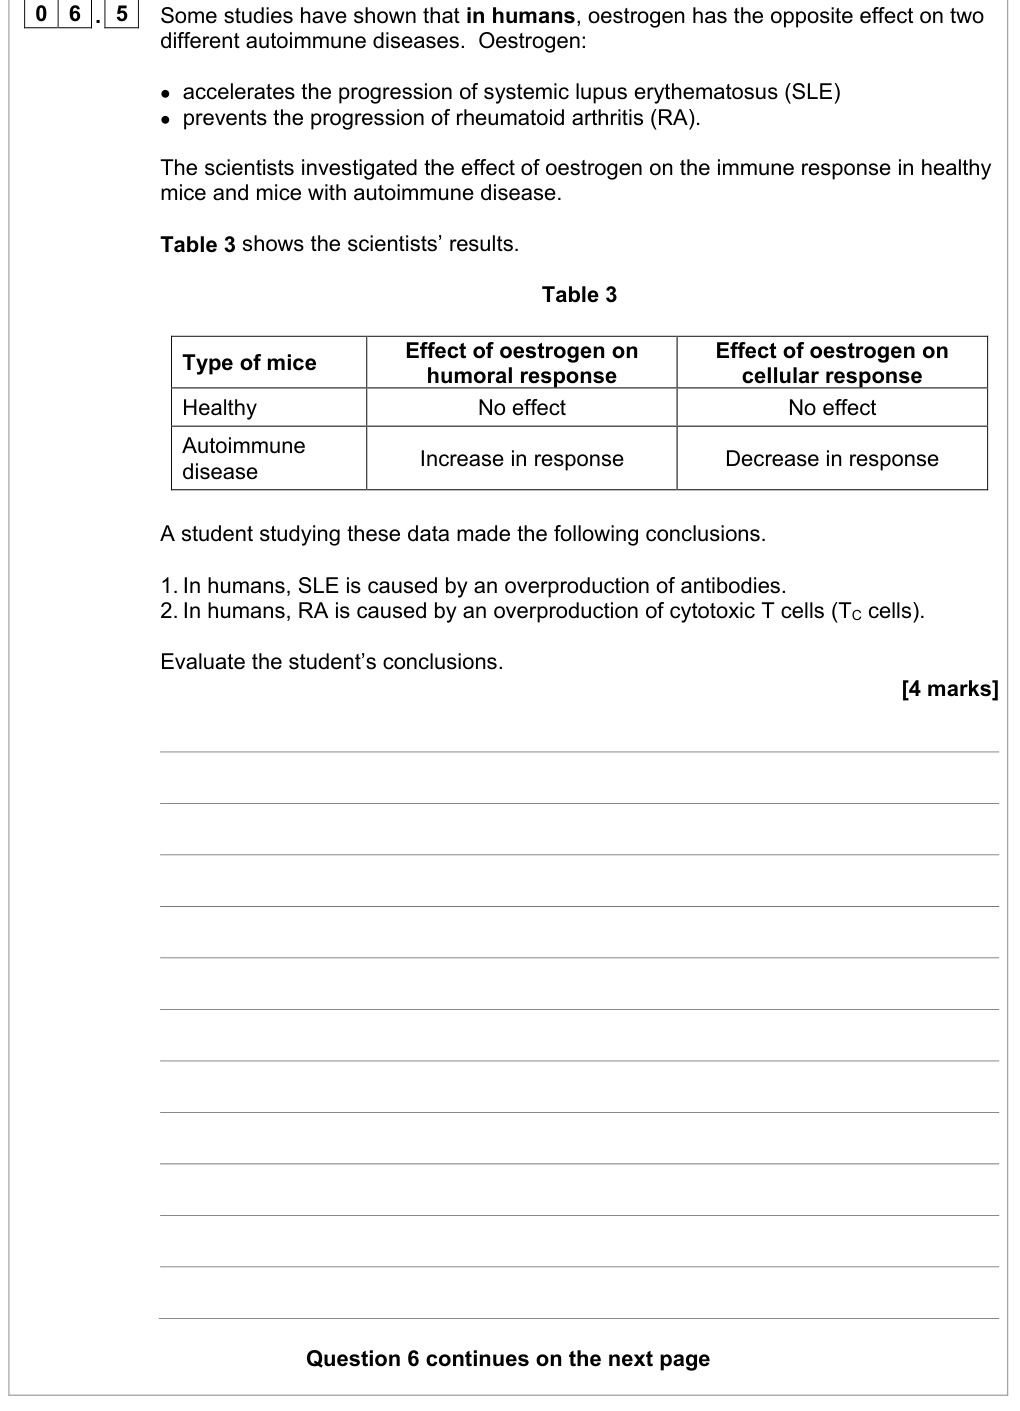 0 6 . 5 Some studies have shown that in humans, oestrogen has the opposite effect on two
different autoimmune diseases. Oestrogen:
• accelerates the progression of systemic lupus erythematosus (SLE)
• prevents the progression of rheumatoid arthritis (RA).
The scientists investigated the effect of oestrogen on the immune response in healthy
mice and mice with autoimmune disease.
Table 3 shows the scientists’ results.
Table 3
Type of mice
Effect of oestrogen on
humoral response
Effect of oestrogen on
cellular response
Healthy No effect No effect
Autoimmune
disease
Increase in response Decrease in response
A student studying these data made the following conclusions.
1. In humans, SLE is caused by an overproduction of antibodies.
2. In humans, RA is caused by an overproduction of cytotoxic T cells (TC cells).
Evaluate the student’s conclusions.
[4 marks]
Question 6 continues on the next page